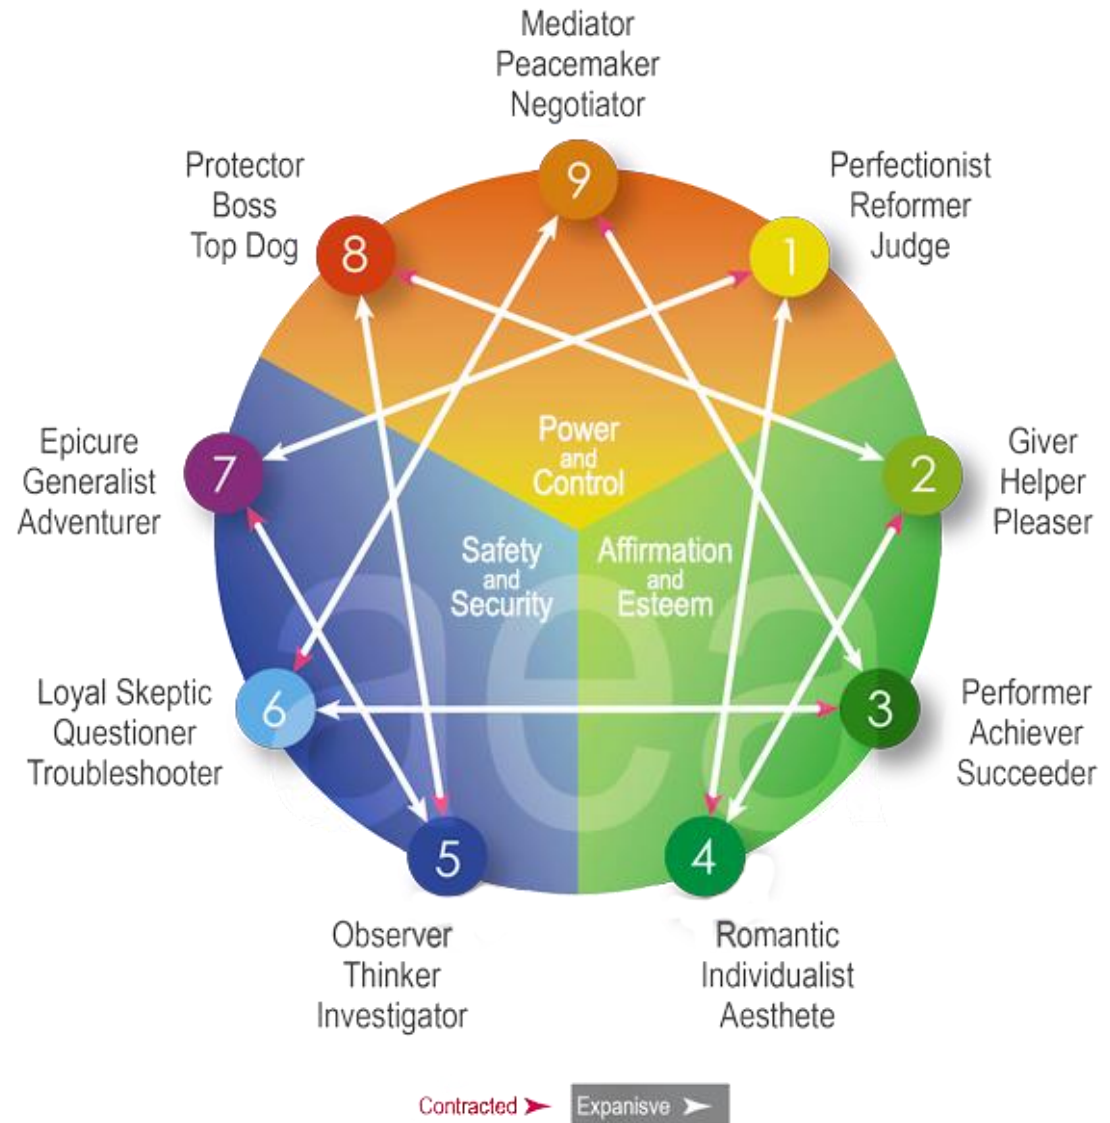 Mediator
Peacemaker
Negotiator
9
Protector
Boss
Top Dog
8
Perfectionist
Reformer
Judge
1
Power
and
Control
Epicure
Generalist
Adventurer
7
Giver
Helper
Pleaser
2
Safety
and
Security
Affirmation
and
Esteem
aea
Loyal Skeptic
Questioner
Troubleshooter
6
Performer
Achiever
Succeeder
3
5
4
Observer
Thinker
Investigator
Romantic
Individualist
Aesthete
Contracted
Expanisve